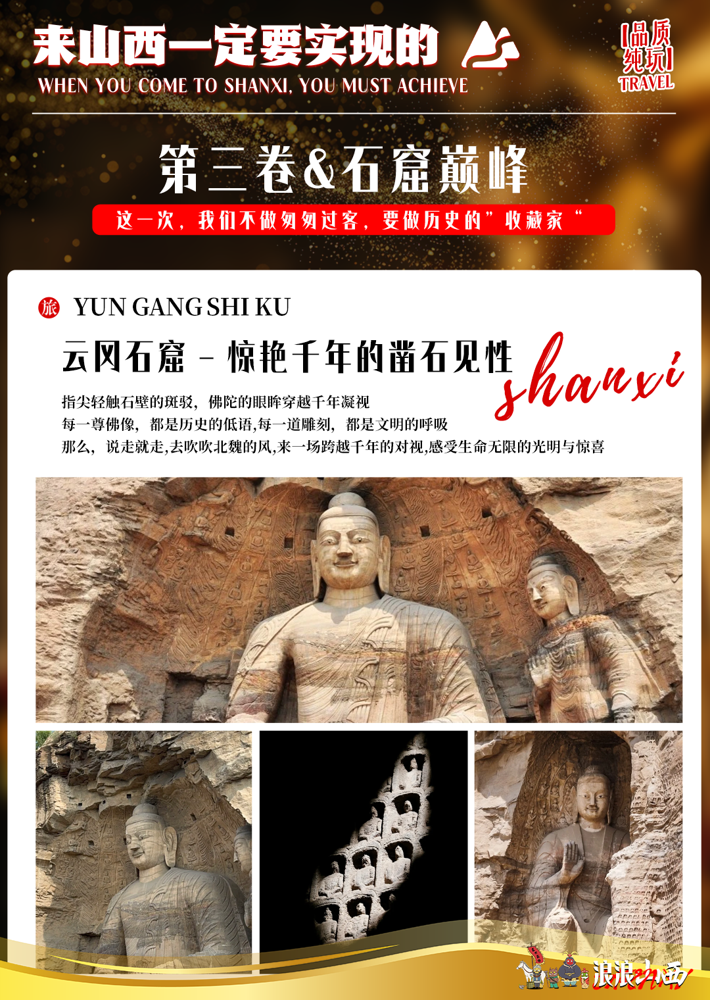 来山西一定要实现的
WHEN YOU COME TO SHANXI, YOU MUST ACHIEVE
品质
纯玩
TRAVEL
第三卷&石窟巅峰
这一次，我们不做匆匆过客，要做历史的”收藏家“
旅 YUN GANG SHI KU
云冈石窟 - 惊艳千年的凿石见性
shanxi
指尖轻触石壁的斑驳，佛陀的眼眸穿越千年凝视
每一尊佛像，都是历史的低语,每一道雕刻，都是文明的呼吸
那么，说走就走,去吹吹北魏的风,来一场跨越千年的对视,感受生命无限的光明与惊喜
浪浪山西